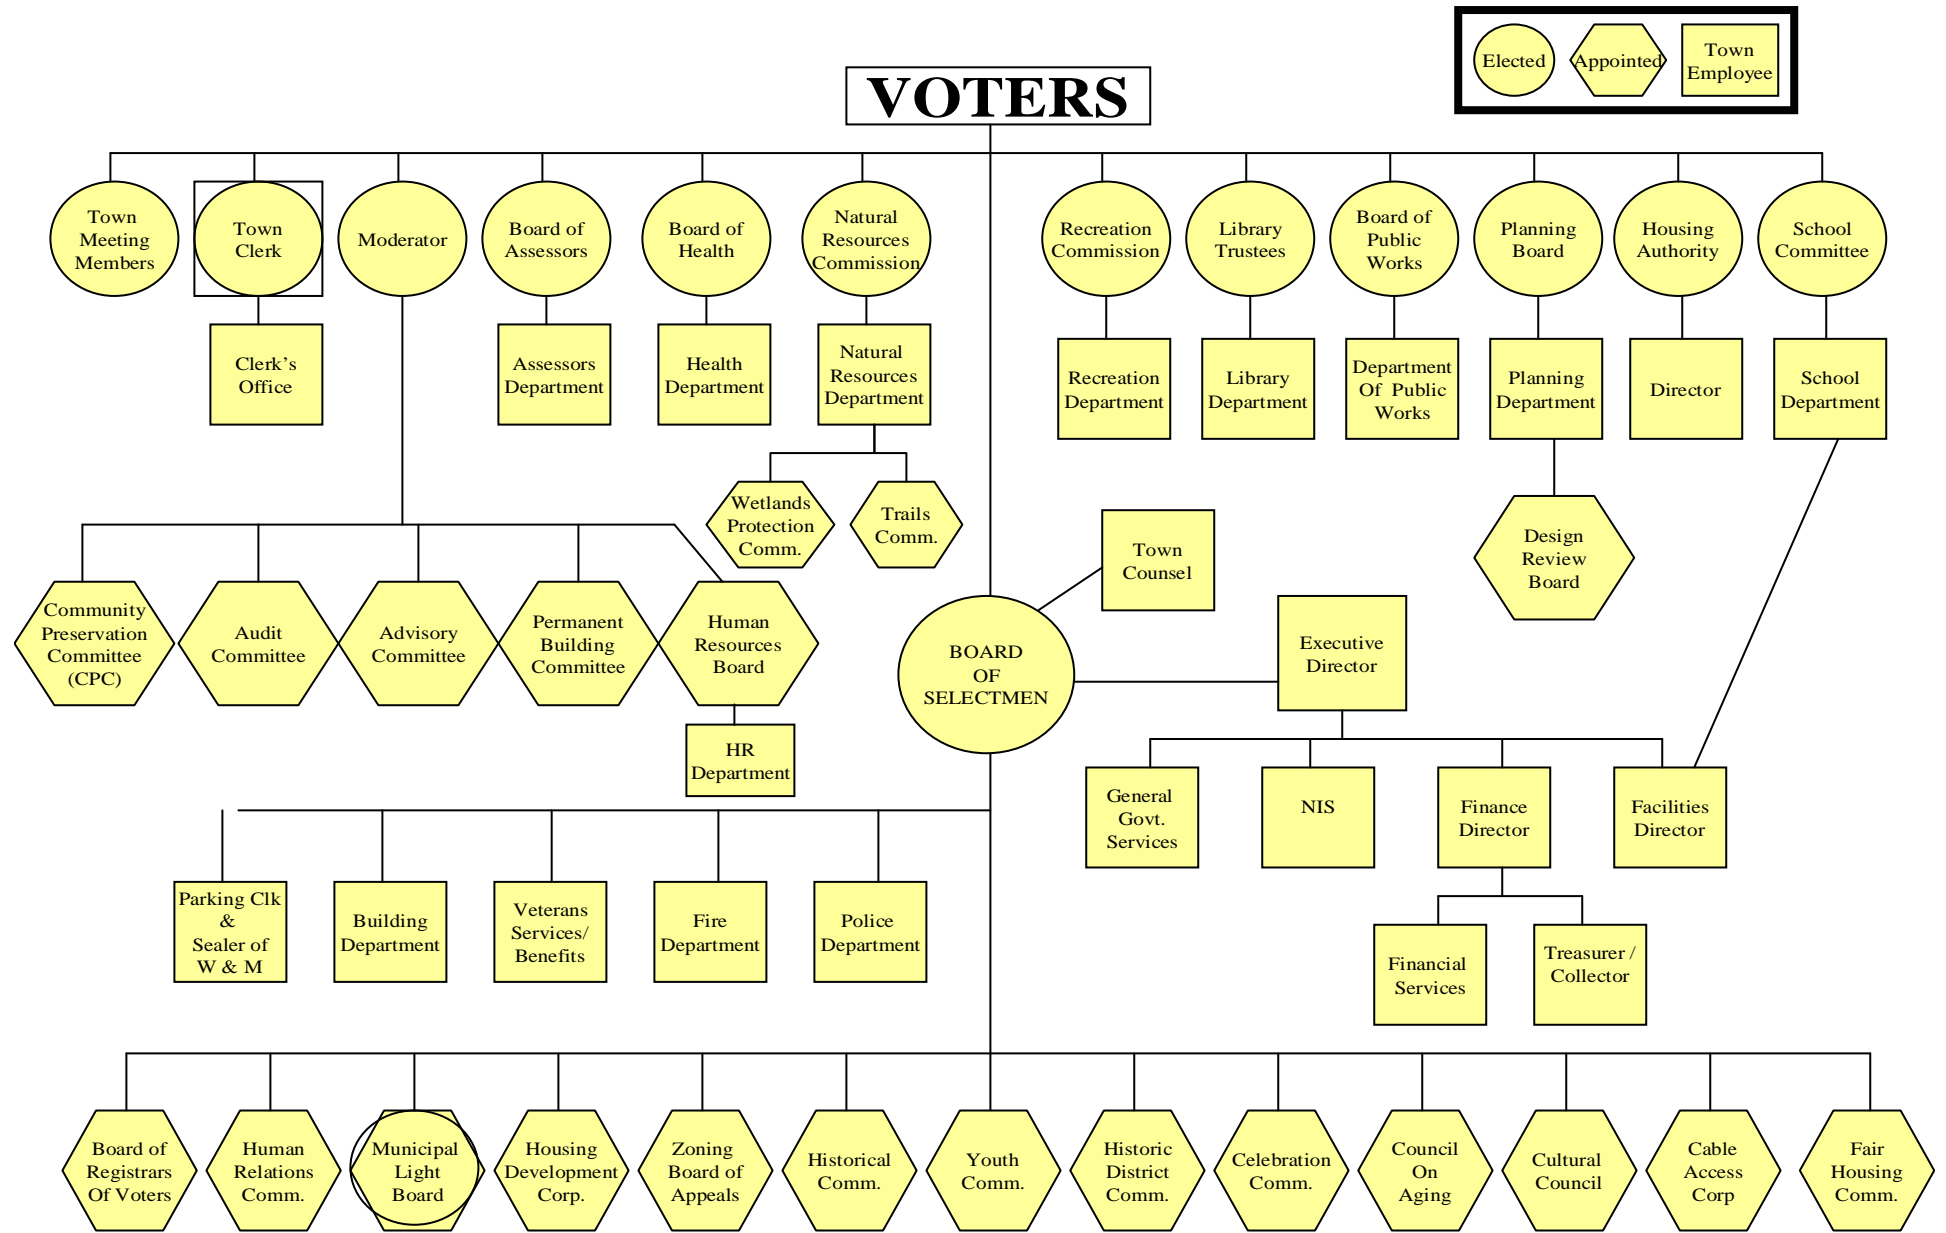 Elected
Appointed
Town
Employee
VOTERS
Town
Meeting
Members
Town
Clerk
Moderator
Board of
Assessors
Board of
Health
Natural
Resources
Commission
Recreation
Commission
Library
Trustees
Board of
Public
Works
Planning
Board
Housing
Authority
School
Committee
Clerk's
Office
Assessors
Department
Health
Department
Natural
Resources
Department
Recreation
Department
Library
Department
Department
Of Public
Works
Planning
Department
Director
School
Department
Wetlands
Protection
Comm.
Trails
Comm.
Design
Review
Board
Town
Counsel
Community
Preservation
Committee
(CPC)
Audit
Committee
Advisory
Committee
Permanent
Building
Committee
Human
Resources
Board
BOARD
OF
SELECTMEN
Executive
Director
HR
Department
General
Govt.
Services
NIS
Finance
Director
Facilities
Director
Parking Clk
&
Sealer of
W & M
Building
Department
Veterans
Services/
Benefits
Fire
Department
Police
Department
Financial
Services
Treasurer /
Collector
Board of
Registrars
Of Voters
Human
Relations
Comm.
Municipal
Light
Board
Housing
Development
Corp.
Zoning
Board of
Appeals
Historical
Comm.
Youth
Comm.
Historic
District
Comm.
Celebration
Comm.
Council
On
Aging
Cultural
Council
Cable
Access
Corp
Fair
Housing
Comm.